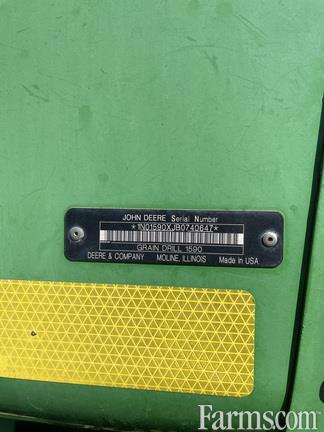 JOHN DEERE Serial Number
*1N01590XJB0740647*
GRAIN DRILL 1590
DEERE & COMPANY MOLINE, ILLINOIS Made In USA
Farms.com®